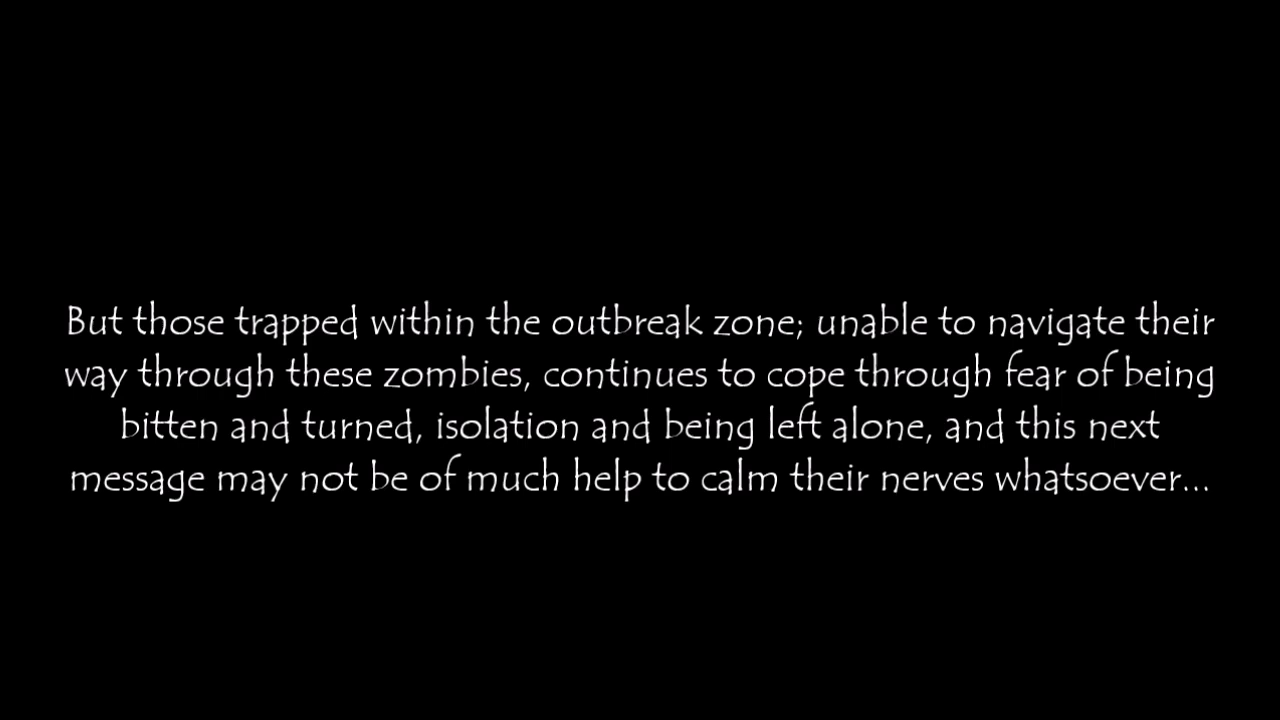 But those trapped within the outbreak zone; unable to navigate their
way through these zombies, continues to cope through fear of being
bitten and turned, isolation and being left alone, and this next
message may not be of much help to calm their nerves whatsoever...